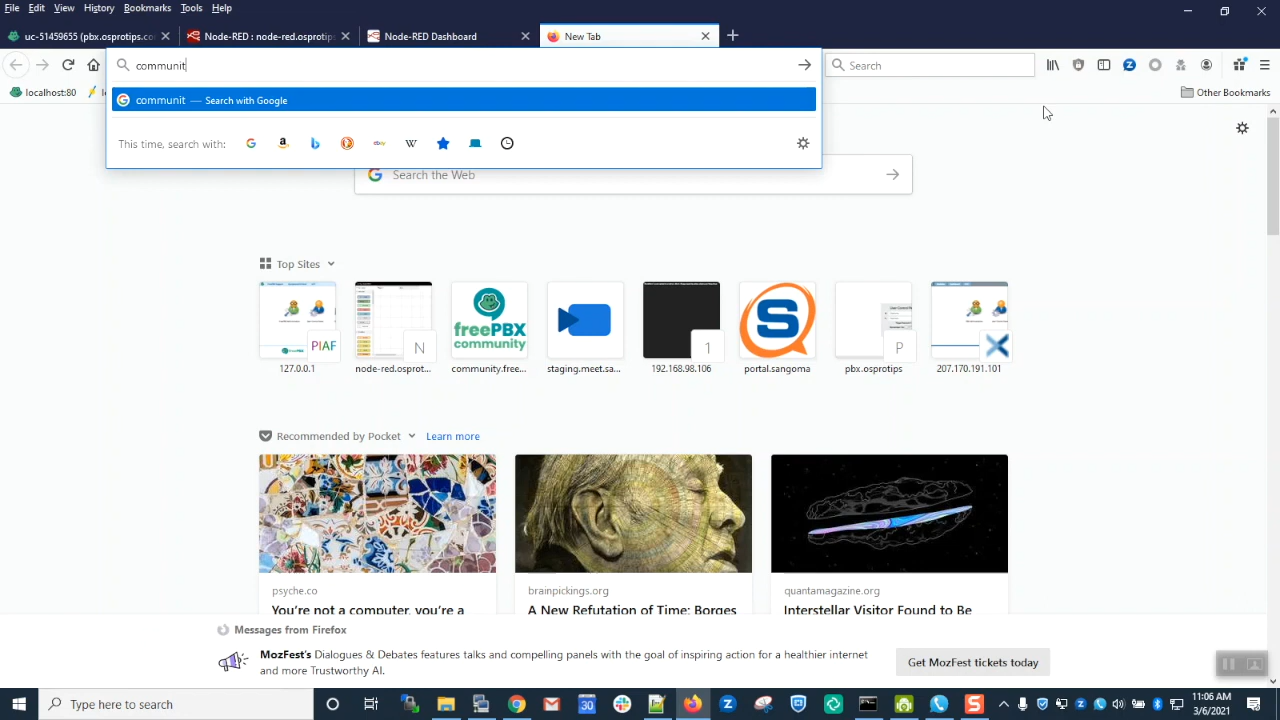 File Edit View History Bookmarks Tools Help
uc-51459655 (pbx.osprotips.co
Node-RED : node-red.osprotips
Node-RED Dashboard
New Tab
communit
Search
communit — Search with Google
localhost:80
Other Bookmarks
This time, search with:
a
ebay
W
Search the Web
Top Sites
PIAF
N
freePBX
community
1
S
P
127.0.0.1
node-red.osprot...
community.free...
staging.meet.sa...
192.168.98.106
portal.sangoma
pbx.osprotips
207.170.191.101
Recommended by Pocket
Learn more
psyche.co
You're not a computer, you're a
brainpickings.org
A New Refutation of Time: Borges
quantamagazine.org
Interstellar Visitor Found to Be
Messages from Firefox
MozFest's Dialogues & Debates features talks and compelling panels with the goal of inspiring action for a healthier internet
and more Trustworthy AI.
Get MozFest tickets today
Type here to search
11:06 AM
3/6/2021